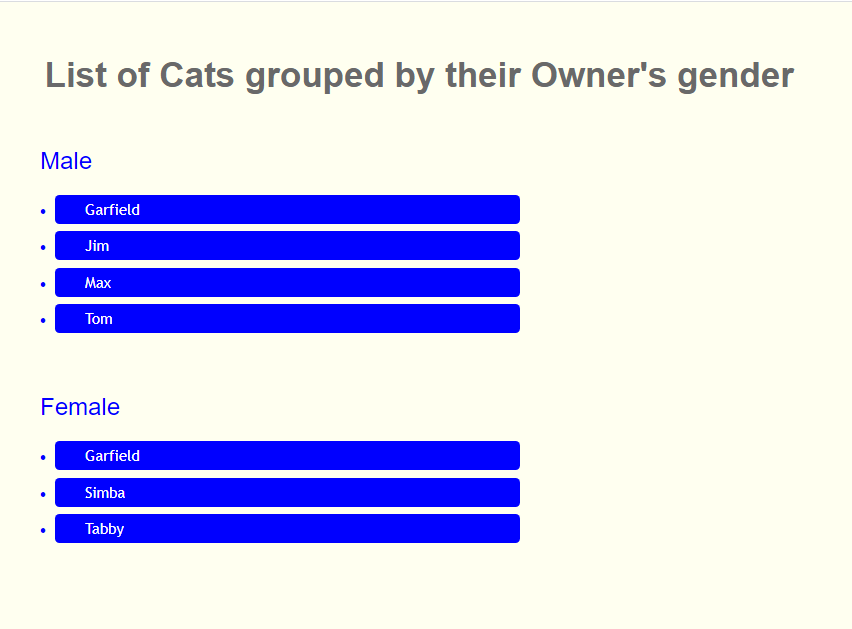 List of Cats grouped by their Owner's gender
Male
• Garfield
• Jim
• Max
• Tom
Female
• Garfield
• Simba
• Tabby